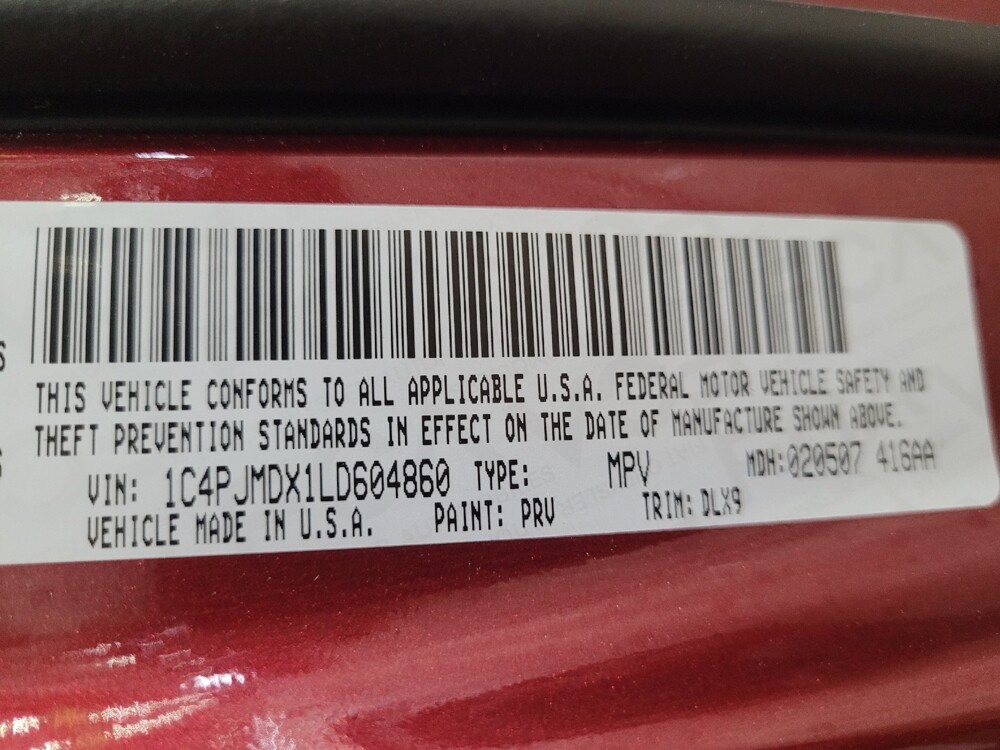 S
THIS VEHICLE CONFORMS TO ALL APPLICABLE U.S.A. FEDERAL MOTOR VEHICLE SAFETY AND
THEFT PREVENTION STANDARDS IN EFFECT ON THE DATE OF MANUFACTURE SHOWN ABOVE.
VIN: 1C4PJMDX1LD604860 TYPE: MPV MDH:020507 416AA
VEHICLE MADE IN U.S.A. PAINT: PRV TRIM: DLX9